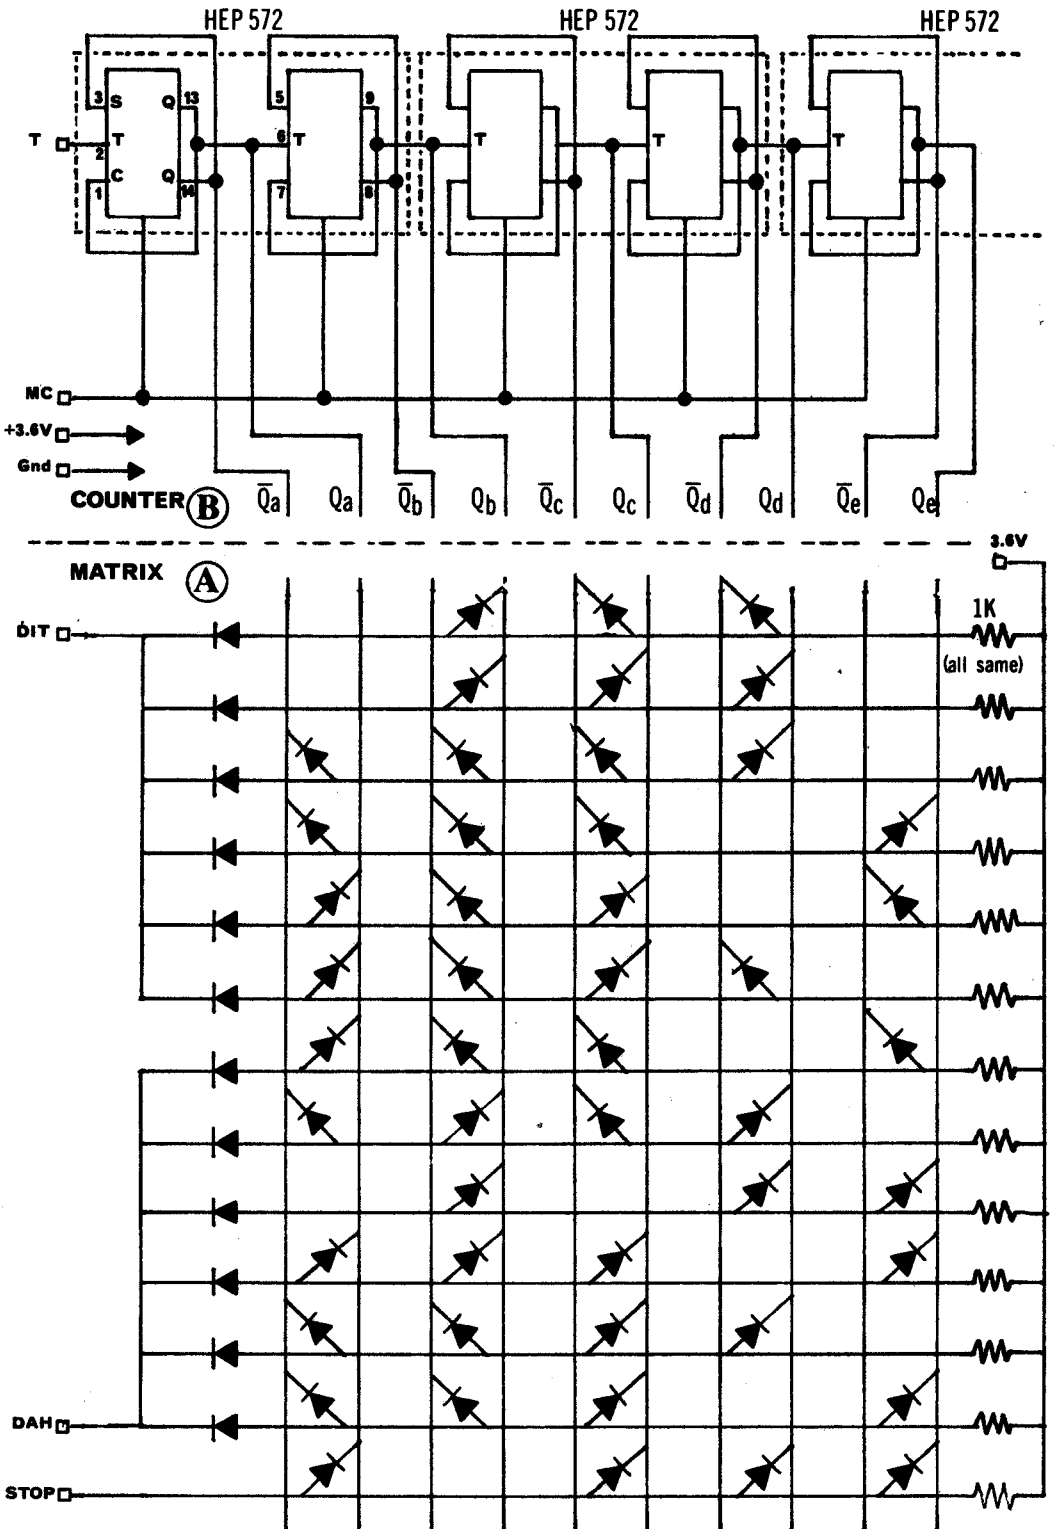 HEP 572 HEP 572 HEP 572
3 S Q 13 5 9
T T 2 6 T T T T
C Q 1 14 7 8
MC
+3.6V
Gnd
COUNTER B Q̅a Qa Q̅b Qb Q̅c Qc Q̅d Qd Q̅e Qe
3.6V
MATRIX A
1K
DIT
(all same)
DAH
STOP